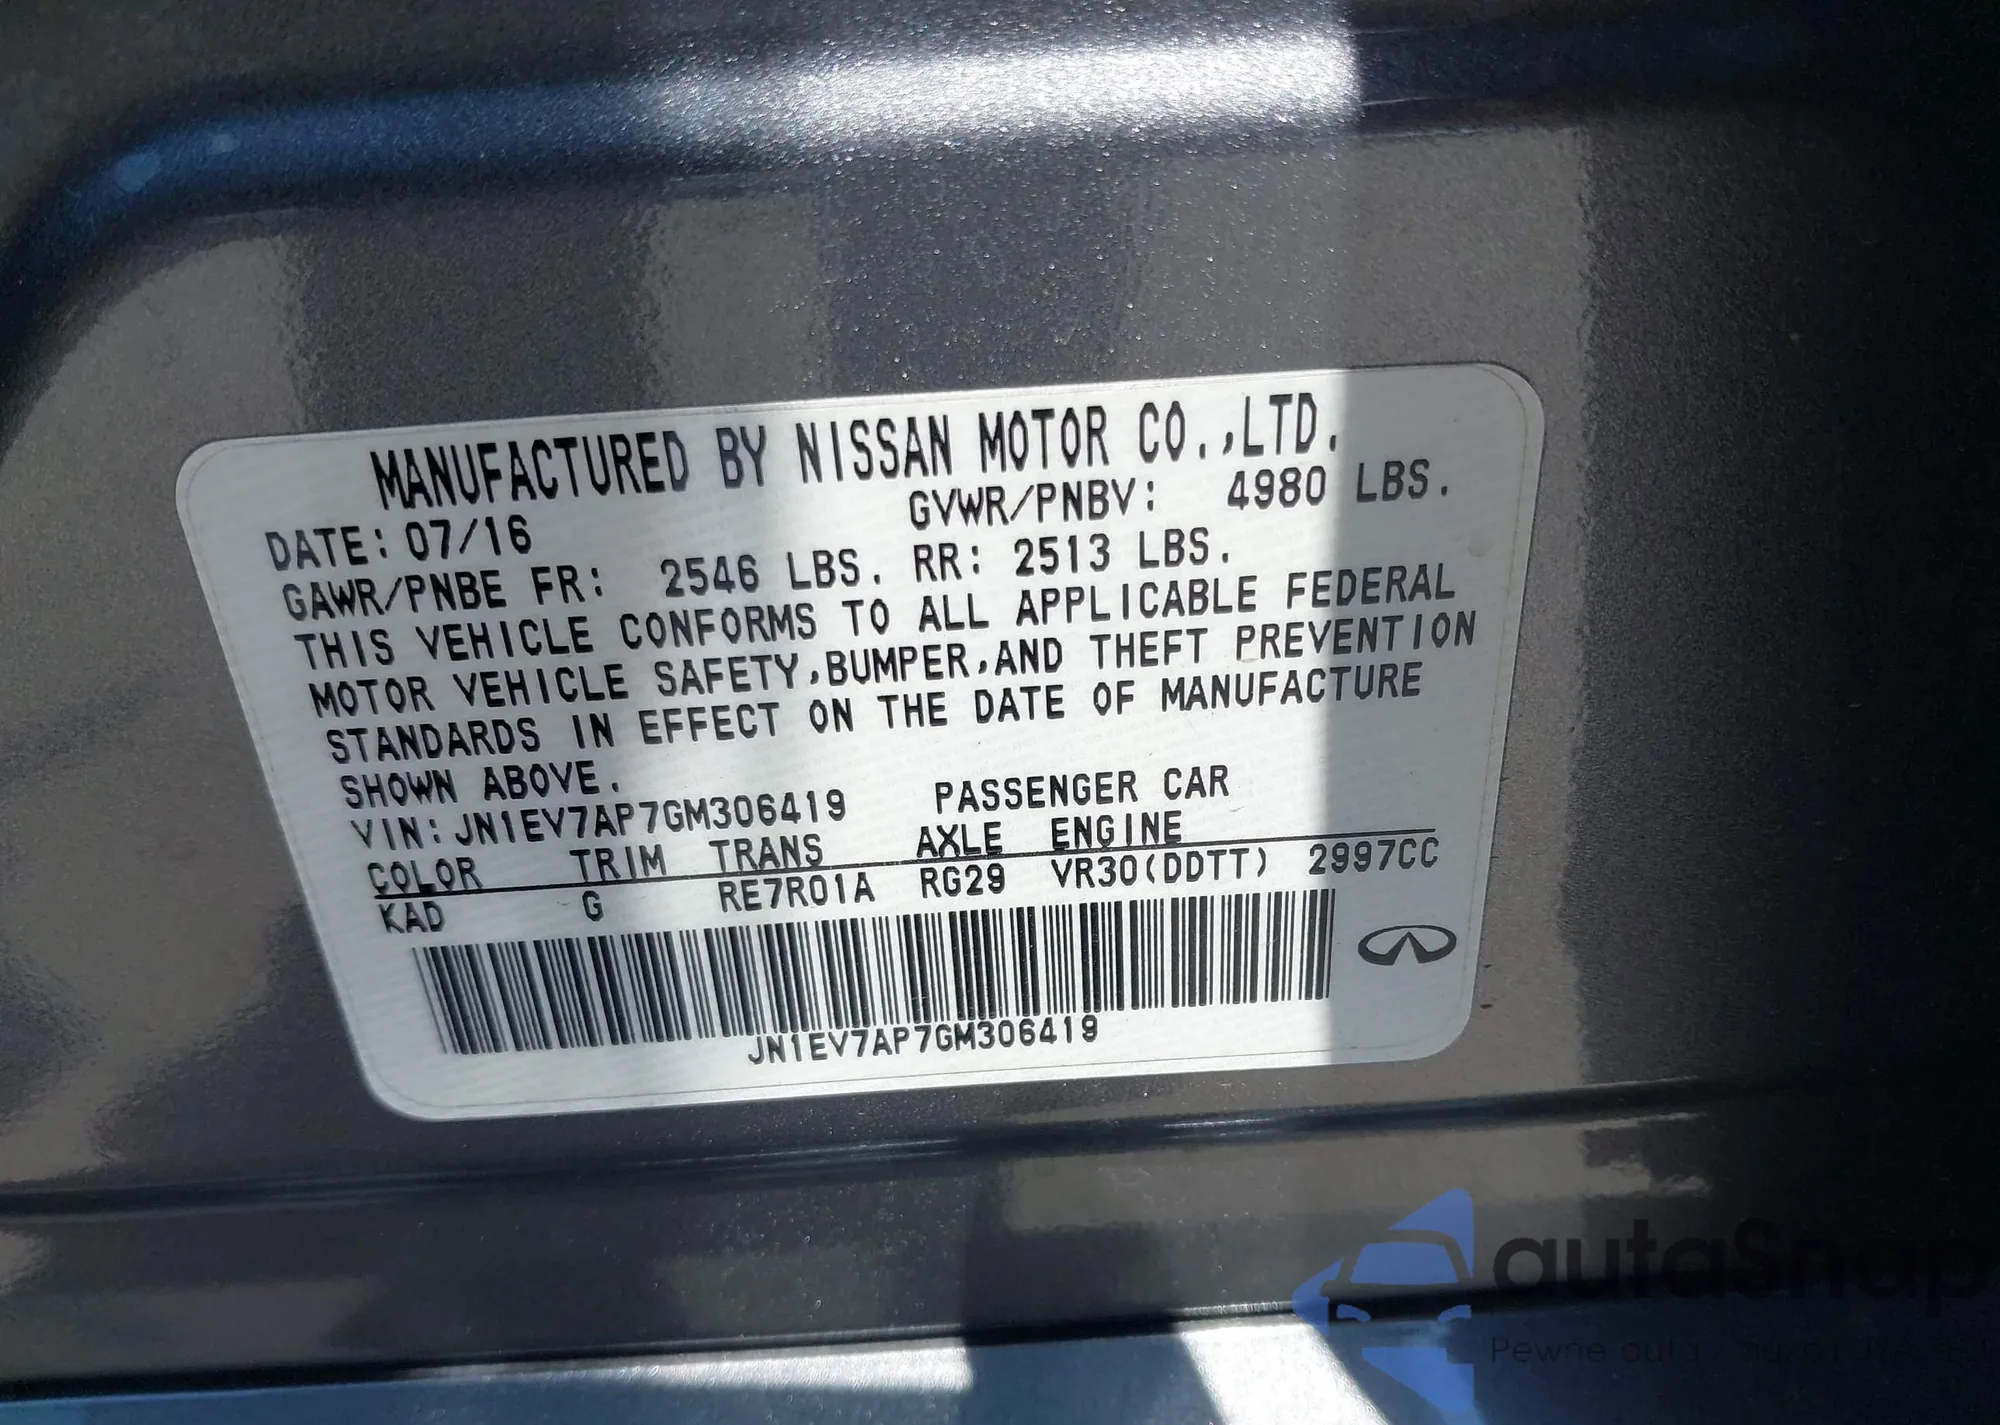 MANUFACTURED BY NISSAN MOTOR CO.,LTD.
DATE: 07/16 GVWR/PNBV: 4980 LBS.
GAWR/PNBE FR: 2546 LBS. RR: 2513 LBS.
THIS VEHICLE CONFORMS TO ALL APPLICABLE FEDERAL
MOTOR VEHICLE SAFETY,BUMPER,AND THEFT PREVENTION
STANDARDS IN EFFECT ON THE DATE OF MANUFACTURE
SHOWN ABOVE.
VIN: JN1EV7AP7GM306419 PASSENGER CAR
COLOR TRIM TRANS AXLE ENGINE
KAD G RE7R01A RG29 VR30(DDTT) 2997CC
JN1EV7AP7GM306419
autaSnap
Pewne auta